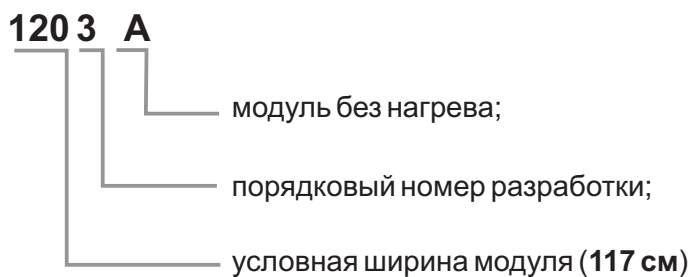 120 3 А
модуль без нагрева;
порядковый номер разработки;
условная ширина модуля (117 см)